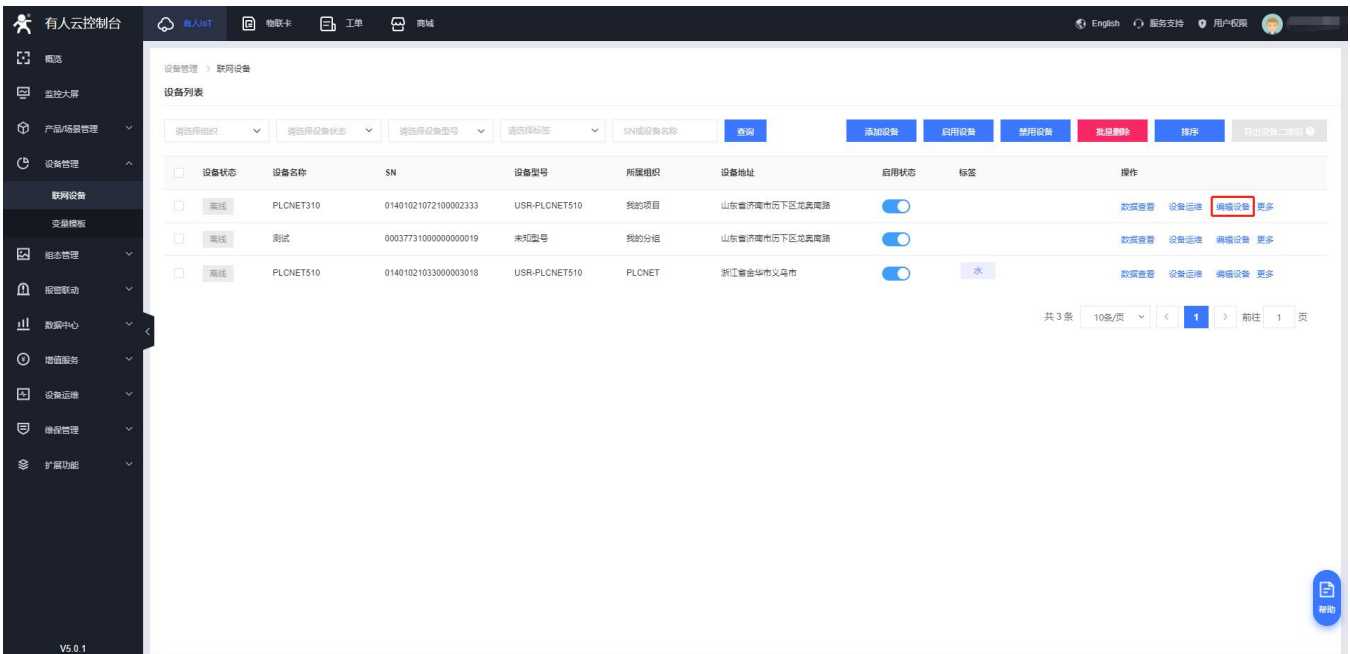 有人云控制台
有人IoT 物联卡 工单 商城
English 服务支持 用户权限
概览
监控大屏
产品/场景管理
设备管理
联网设备
变量模板
组态管理
报警联动
数据中心
增值服务
设备运维
维保管理
扩展功能
V5.0.1
设备管理 > 联网设备
设备列表
请选择组织 请选择设备状态 请选择设备型号 请选择标签 SN或设备名称 查询 添加设备 启用设备 禁用设备 批量删除 排序 导出设备二维码
设备状态 设备名称 SN 设备型号 所属组织 设备地址 启用状态 标签 操作
离线 PLCNET310 01401021072100002333 USR-PLCNET510 我的项目 山东省济南市历下区龙奥南路 数据查看 设备运维 编辑设备 更多
离线 测试 00037731000000000019 未知型号 我的分组 山东省济南市历下区龙奥南路 数据查看 设备运维 编辑设备 更多
离线 PLCNET510 01401021033000003018 USR-PLCNET510 PLCNET 浙江省金华市义乌市 水 数据查看 设备运维 编辑设备 更多
共 3 条 10条/页 < 1 > 前往 1 页
帮助